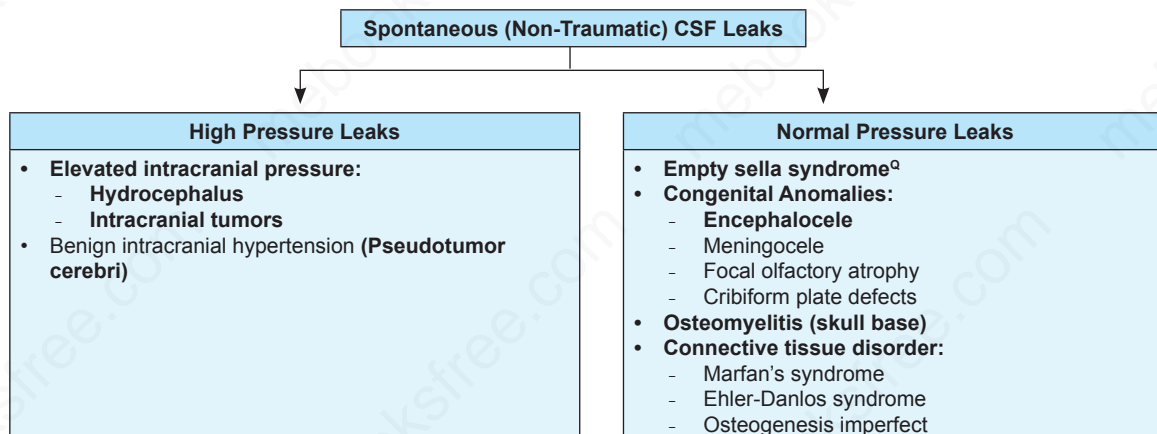 Spontaneous (Non-Traumatic) CSF Leaks
High Pressure Leaks
• Elevated intracranial pressure:
- Hydrocephalus
- Intracranial tumors
• Benign intracranial hypertension (Pseudotumor
cerebri)
Normal Pressure Leaks
• Empty sella syndromeQ
• Congenital Anomalies:
- Encephalocele
- Meningocele
- Focal olfactory atrophy
- Cribiform plate defects
• Osteomyelitis (skull base)
• Connective tissue disorder:
- Marfan's syndrome
- Ehler-Danlos syndrome
- Osteogenesis imperfect